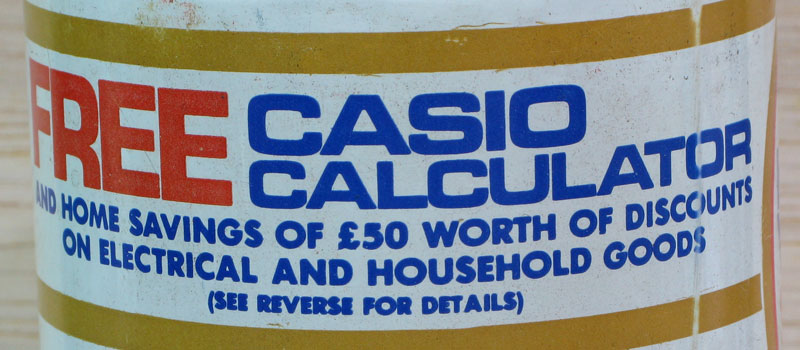 FREE CASIO
CALCULATOR
AND HOME SAVINGS OF £50 WORTH OF DISCOUNTS
ON ELECTRICAL AND HOUSEHOLD GOODS
(SEE REVERSE FOR DETAILS)